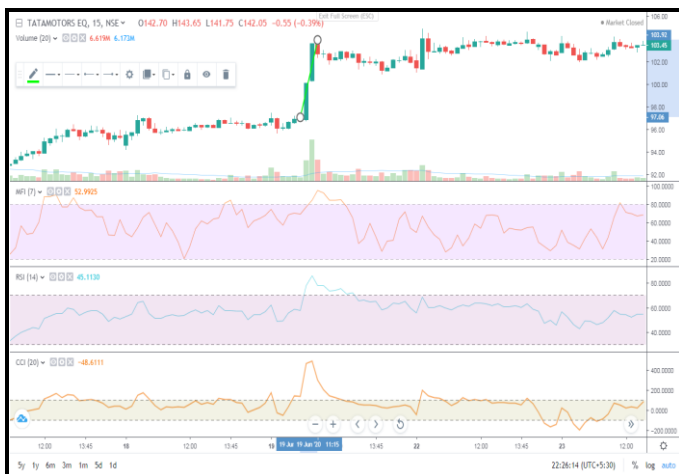 Exit Full Screen (ESC)
TATAMOTORS EQ, 15, NSE O142.70 H143.65 L141.75 C142.05 -0.55 (-0.39%)
Market Closed
106.00
103.92
103.45
102.00
100.00
98.00
97.06
96.00
94.00
92.00
Volume (20) 6.619M 6.173M
MFI (7) 52.9925
100.0000
80.0000
60.0000
40.0000
20.0000
RSI (14) 45.1130
80.0000
60.0000
40.0000
CCI (20) -48.6111
400.0000
200.0000
0.0000
-200.0000
12:00 13:45 18 12:00 13:45 19 19 Jun '20 11:15 13:45 22 12:00 13:45 23 12:00
5y 1y 6m 3m 1m 5d 1d
22:26:14 (UTC+5:30) % log auto